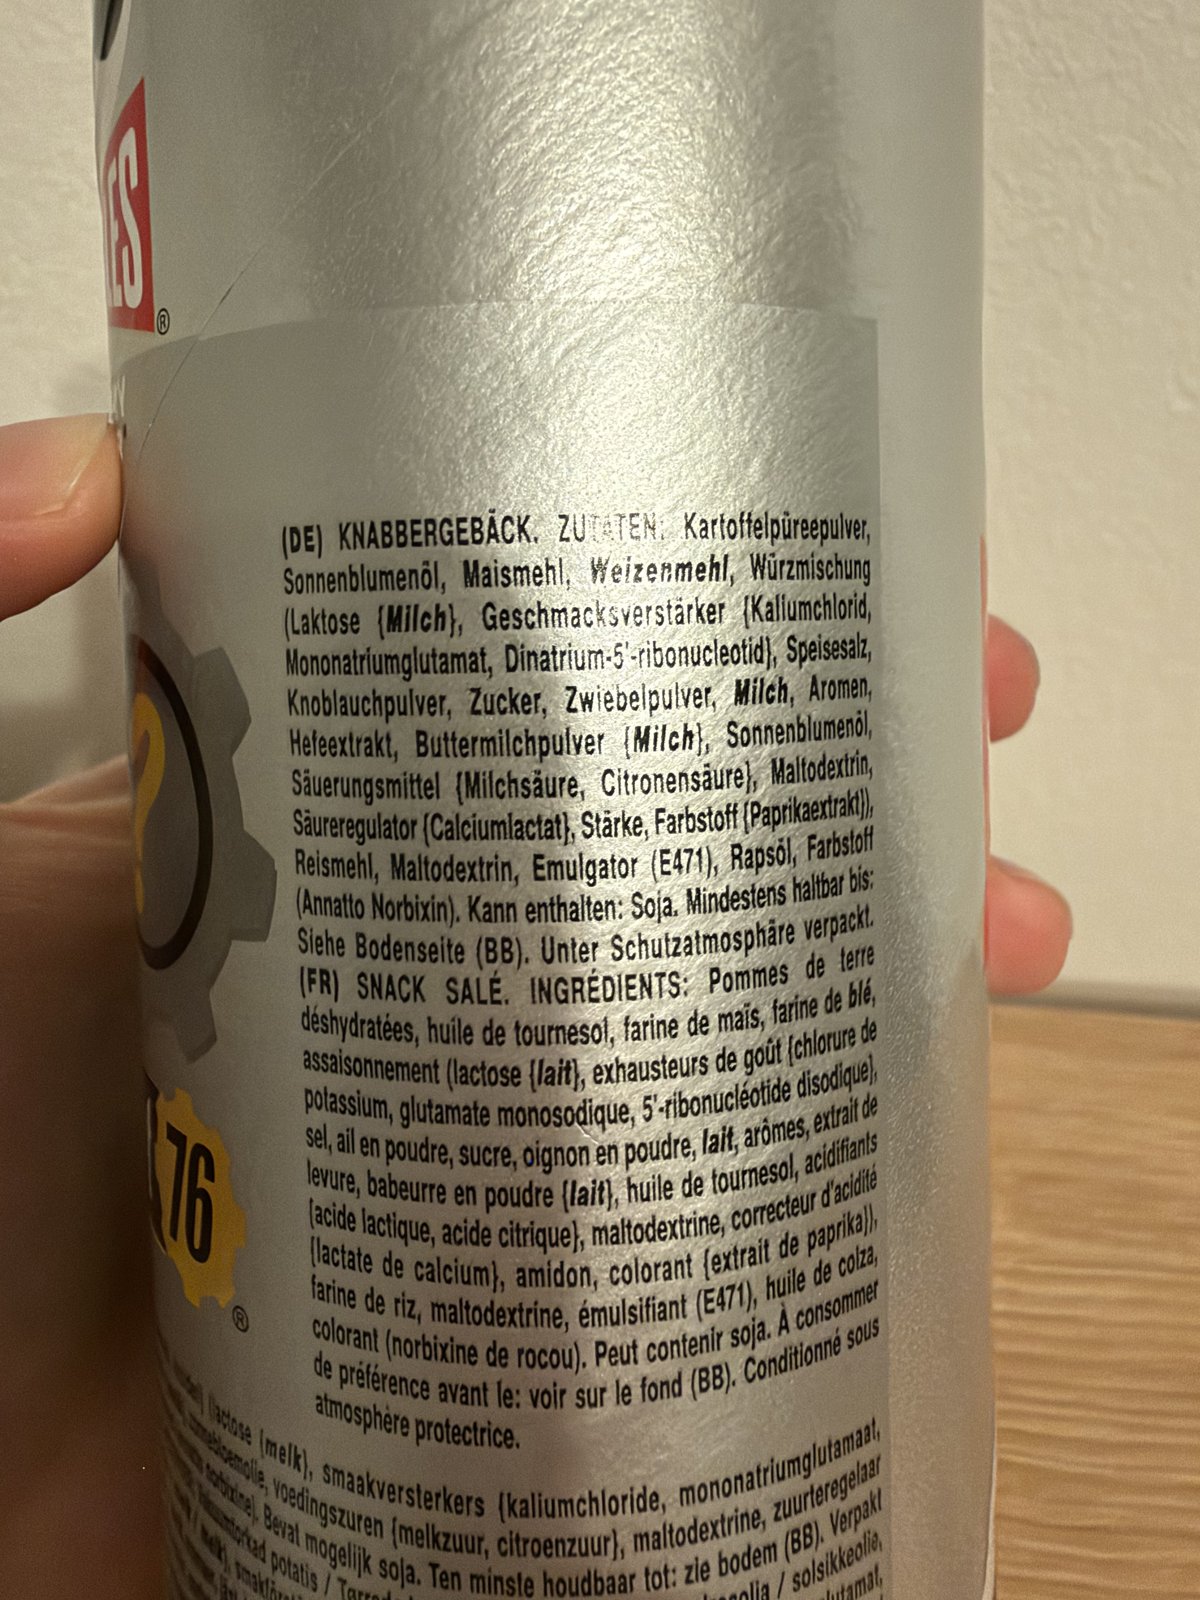 ES
®
(DE) KNABBERGEBÄCK. ZUTATEN: Kartoffelpüreepulver,
Sonnenblumenöl, Maismehl, Weizenmehl, Würzmischung
(Laktose {Milch}, Geschmacksverstärker {Kaliumchlorid,
Mononatriumglutamat, Dinatrium-5'-ribonucleotid}, Speisesalz,
Knoblauchpulver, Zucker, Zwiebelpulver, Milch, Aromen,
Hefeextrakt, Buttermilchpulver {Milch}, Sonnenblumenöl,
Säuerungsmittel {Milchsäure, Citronensäure}, Maltodextrin,
Säureregulator {Calciumlactat}, Stärke, Farbstoff {Paprikaextrakt}),
Reismehl, Maltodextrin, Emulgator (E471), Rapsöl, Farbstoff
(Annatto Norbixin). Kann enthalten: Soja. Mindestens haltbar bis:
Siehe Bodenseite (BB). Unter Schutzatmosphäre verpackt.
(FR) SNACK SALÉ. INGRÉDIENTS: Pommes de terre
déshydratées, huile de tournesol, farine de maïs, farine de blé,
assaisonnement (lactose {lait}, exhausteurs de goût {chlorure de
potassium, glutamate monosodique, 5'-ribonucléotide disodique},
sel, ail en poudre, sucre, oignon en poudre, lait, arômes, extrait de
levure, babeurre en poudre {lait}, huile de tournesol, acidifiants
{acide lactique, acide citrique}, maltodextrine, correcteur d'acidité
{lactate de calcium}, amidon, colorant {extrait de paprika}),
farine de riz, maltodextrine, émulsifiant (E471), huile de colza,
colorant (norbixine de rocou). Peut contenir soja. À consommer
de préférence avant le: voir sur le fond (BB). Conditionné sous
atmosphère protectrice.
?
76
®
(lactose {melk}, smaakversterkers {kaliumchloride, mononatriumglutamaat,
voedingszuren {melkzuur, citroenzuur}, maltodextrine, zuurteregelaar
Bevat mogelijk soja. Ten minste houdbaar tot: zie bodem (BB). Verpakt
potatis / solsikkeolie,